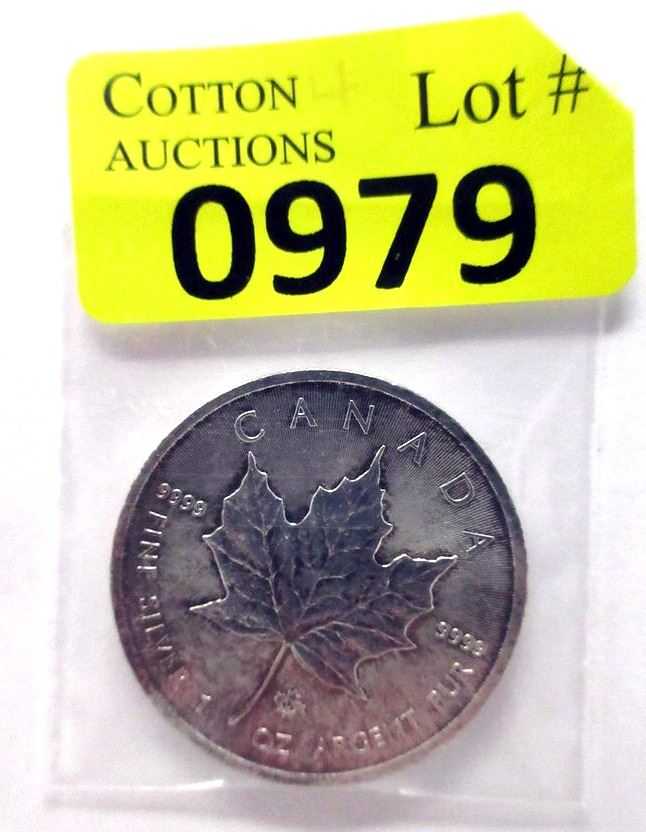 COTTON
AUCTIONS
Lot #
0979
CANADA
9999
9999
FINE SILVER 1 OZ ARGENT PUR